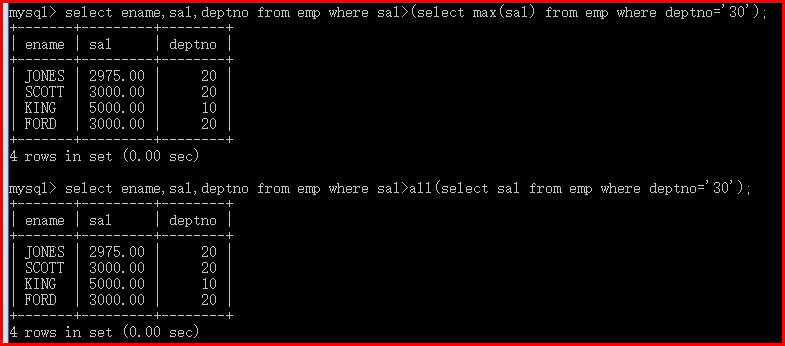 mysql> select ename,sal,deptno from emp where sal>(select max(sal) from emp where deptno='30');
+-------+---------+--------+
| ename | sal     | deptno |
+-------+---------+--------+
| JONES | 2975.00 |     20 |
| SCOTT | 3000.00 |     20 |
| KING  | 5000.00 |     10 |
| FORD  | 3000.00 |     20 |
+-------+---------+--------+
4 rows in set (0.00 sec)

mysql> select ename,sal,deptno from emp where sal>all(select sal from emp where deptno='30');
+-------+---------+--------+
| ename | sal     | deptno |
+-------+---------+--------+
| JONES | 2975.00 |     20 |
| SCOTT | 3000.00 |     20 |
| KING  | 5000.00 |     10 |
| FORD  | 3000.00 |     20 |
+-------+---------+--------+
4 rows in set (0.00 sec)